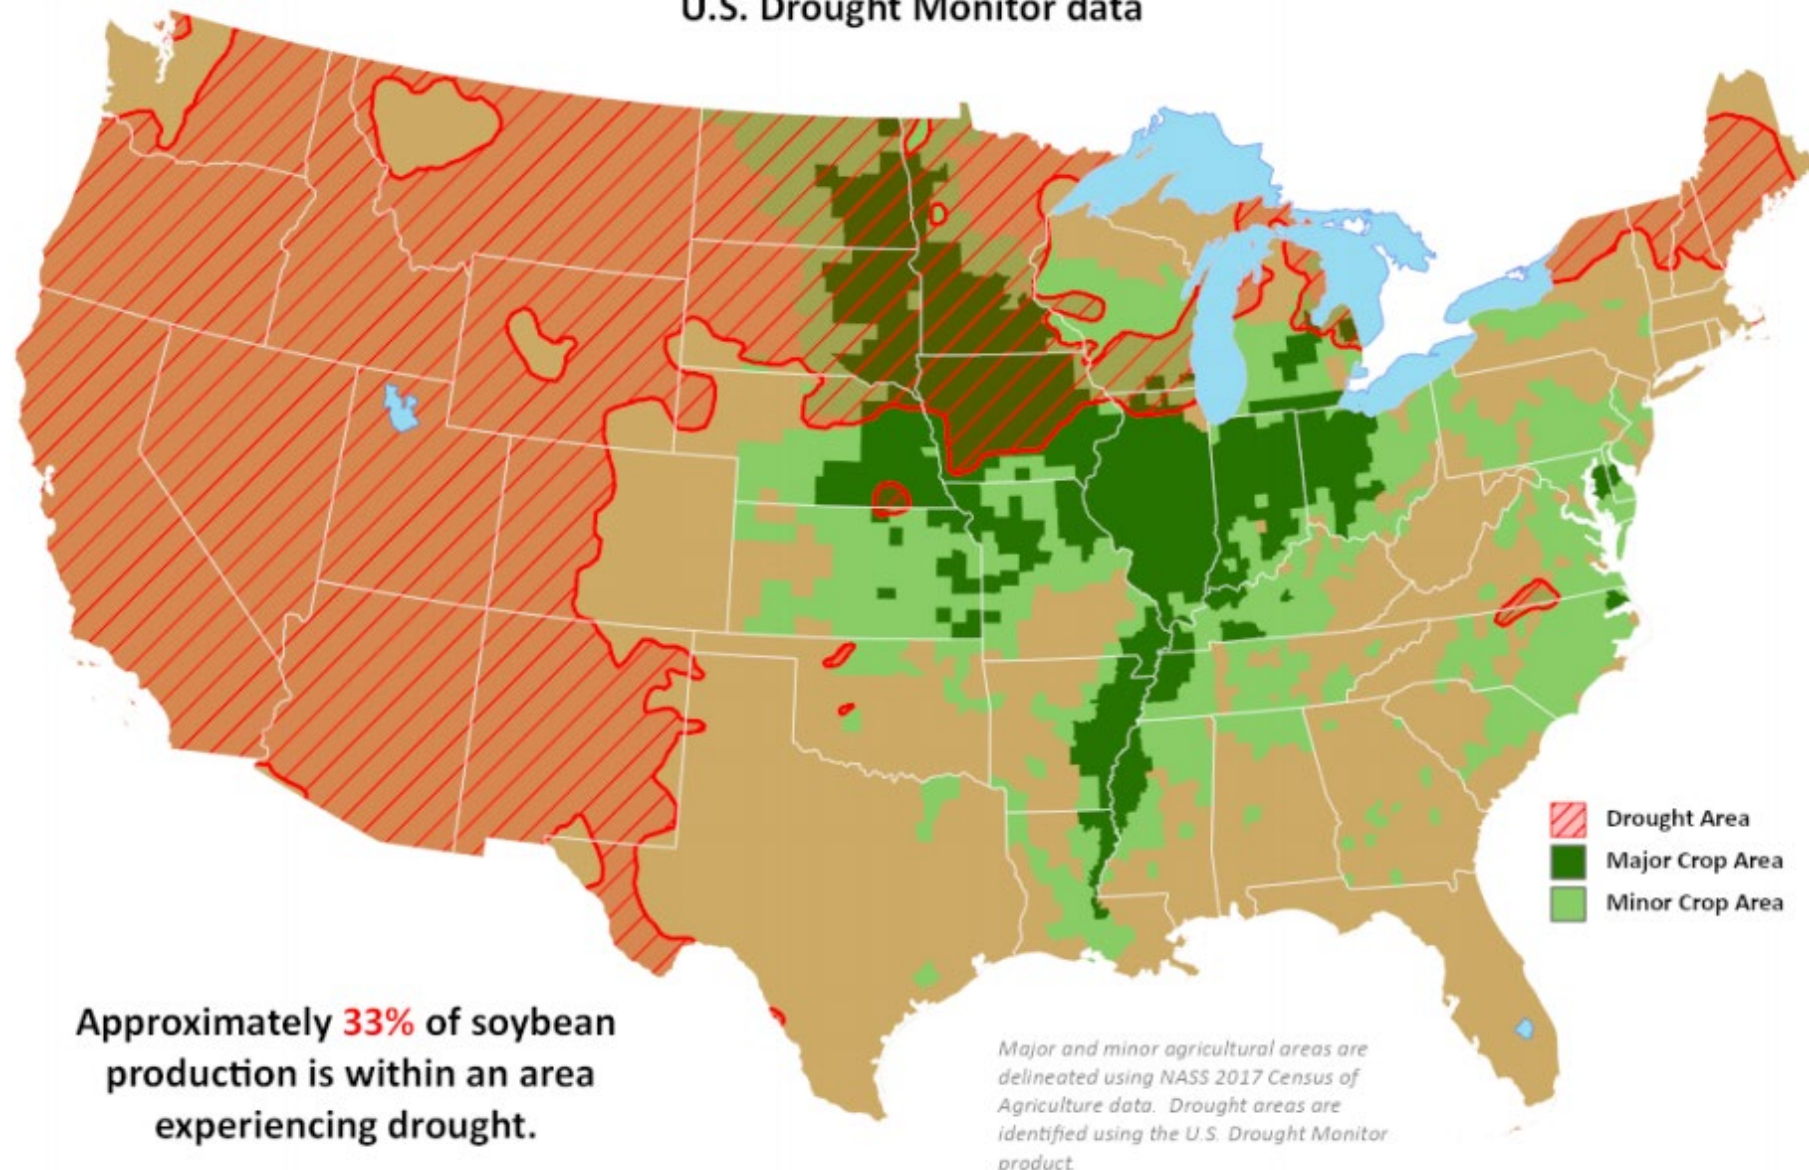 U.S. Drought Monitor data
Drought Area
Major Crop Area
Minor Crop Area
Approximately 33% of soybean
production is within an area
experiencing drought.
Major and minor agricultural areas are
delineated using NASS 2017 Census of
Agriculture data.  Drought areas are
identified using the U.S. Drought Monitor
product